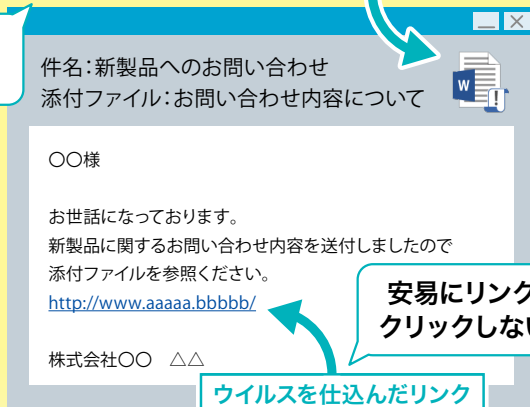 件名：新製品へのお問い合わせ
添付ファイル：お問い合わせ内容について
W
!
〇〇様
お世話になっております。
新製品に関するお問い合わせ内容を送付しましたので
添付ファイルを参照ください。
http://www.aaaaa.bbbbb/
安易にリンク
クリックしない
株式会社〇〇　△△
ウイルスを仕込んだリンク